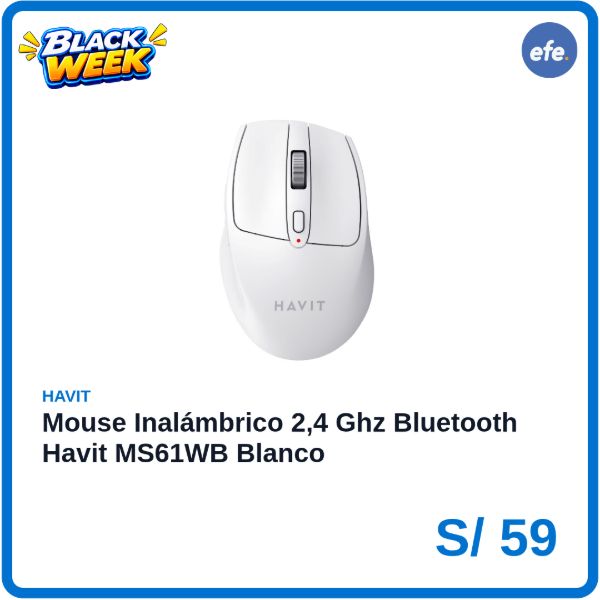 BLACK
WEEK
efe.
HAVIT
HAVIT
Mouse Inalámbrico 2,4 Ghz Bluetooth
Havit MS61WB Blanco
S/ 59